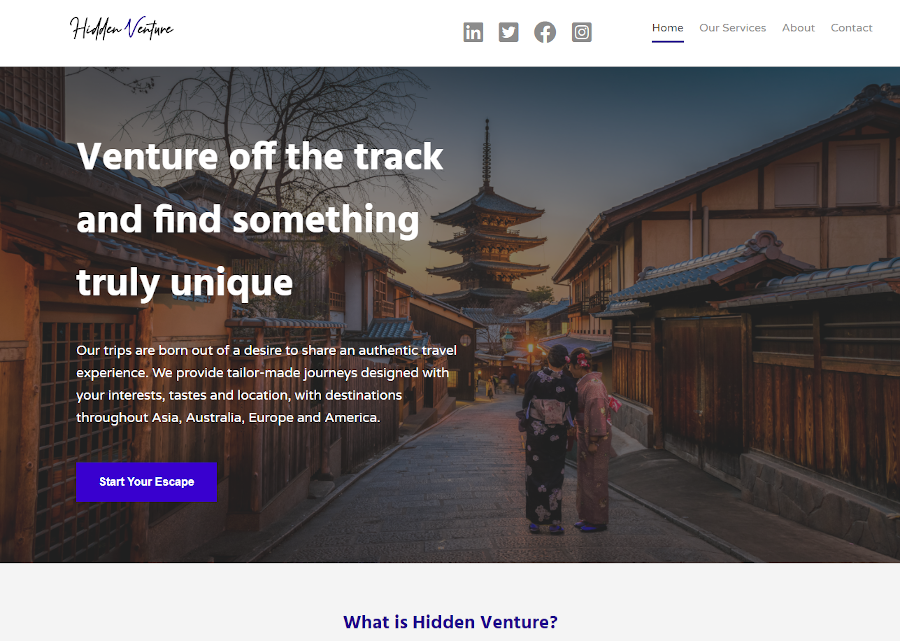 Hidden Venture
Home
Our Services
About
Contact
Venture off the track
and find something
truly unique
Our trips are born out of a desire to share an authentic travel
experience. We provide tailor-made journeys designed with
your interests, tastes and location, with destinations
throughout Asia, Australia, Europe and America.
Start Your Escape
What is Hidden Venture?